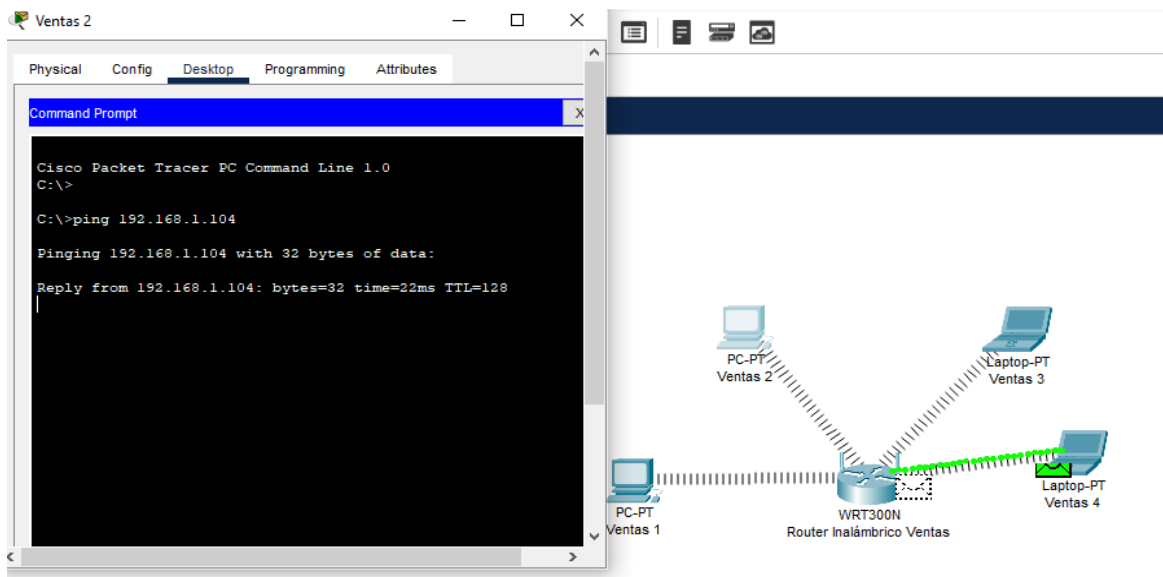 Ventas 2
Physical Config Desktop Programming Attributes
Command Prompt X
Cisco Packet Tracer PC Command Line 1.0
C:\>
C:\>ping 192.168.1.104
Pinging 192.168.1.104 with 32 bytes of data:
Reply from 192.168.1.104: bytes=32 time=22ms TTL=128
PC-PT
Ventas 2
Laptop-PT
Ventas 3
PC-PT
Ventas 1
WRT300N
Router Inalámbrico Ventas
Laptop-PT
Ventas 4